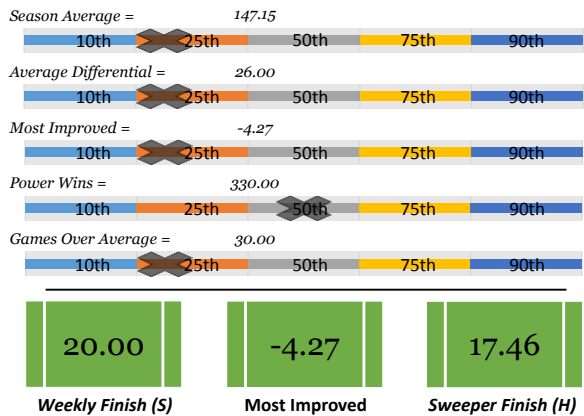 Season Average = 147.15
10th 25th 50th 75th 90th
Average Differential = 26.00
10th 25th 50th 75th 90th
Most Improved = -4.27
10th 25th 50th 75th 90th
Power Wins = 330.00
10th 25th 50th 75th 90th
Games Over Average = 30.00
10th 25th 50th 75th 90th
20.00 -4.27 17.46
Weekly Finish (S) Most Improved Sweeper Finish (H)